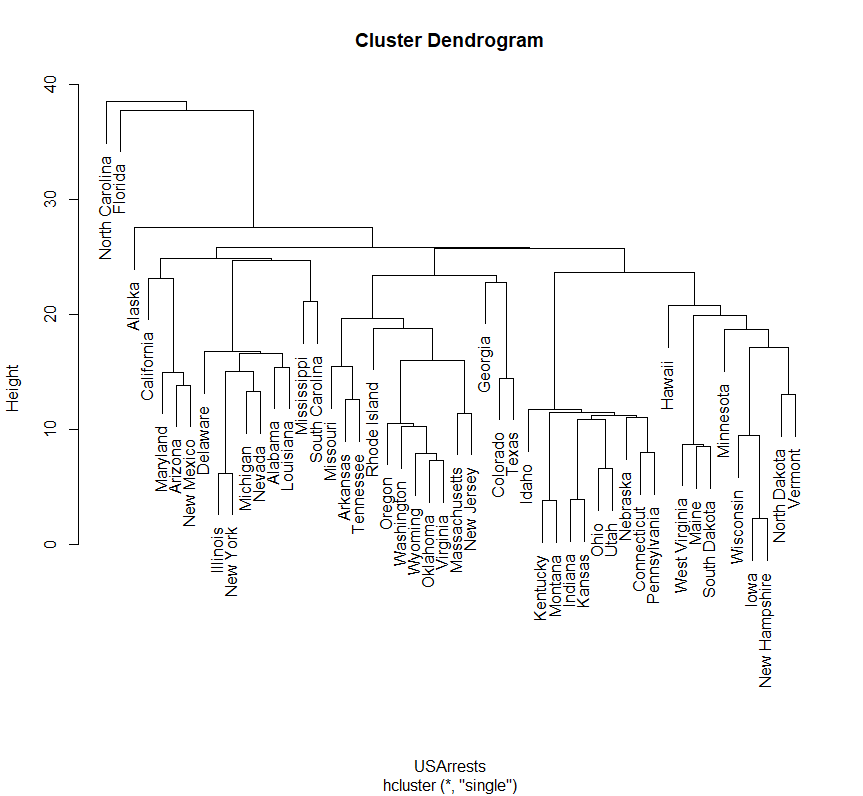 Cluster Dendrogram
Height
40
30
20
10
0
North Carolina
Florida
Alaska
California
Maryland
Arizona
New Mexico
Delaware
Illinois
New York
Michigan
Nevada
Alabama
Louisiana
Mississippi
South Carolina
Missouri
Arkansas
Tennessee
Rhode Island
Oregon
Washington
Wyoming
Oklahoma
Virginia
Massachusetts
New Jersey
Georgia
Colorado
Texas
Idaho
Kentucky
Montana
Indiana
Kansas
Ohio
Utah
Nebraska
Connecticut
Pennsylvania
West Virginia
Maine
South Dakota
Hawaii
Minnesota
Wisconsin
Iowa
New Hampshire
North Dakota
Vermont
USArrests
hcluster (*, "single")